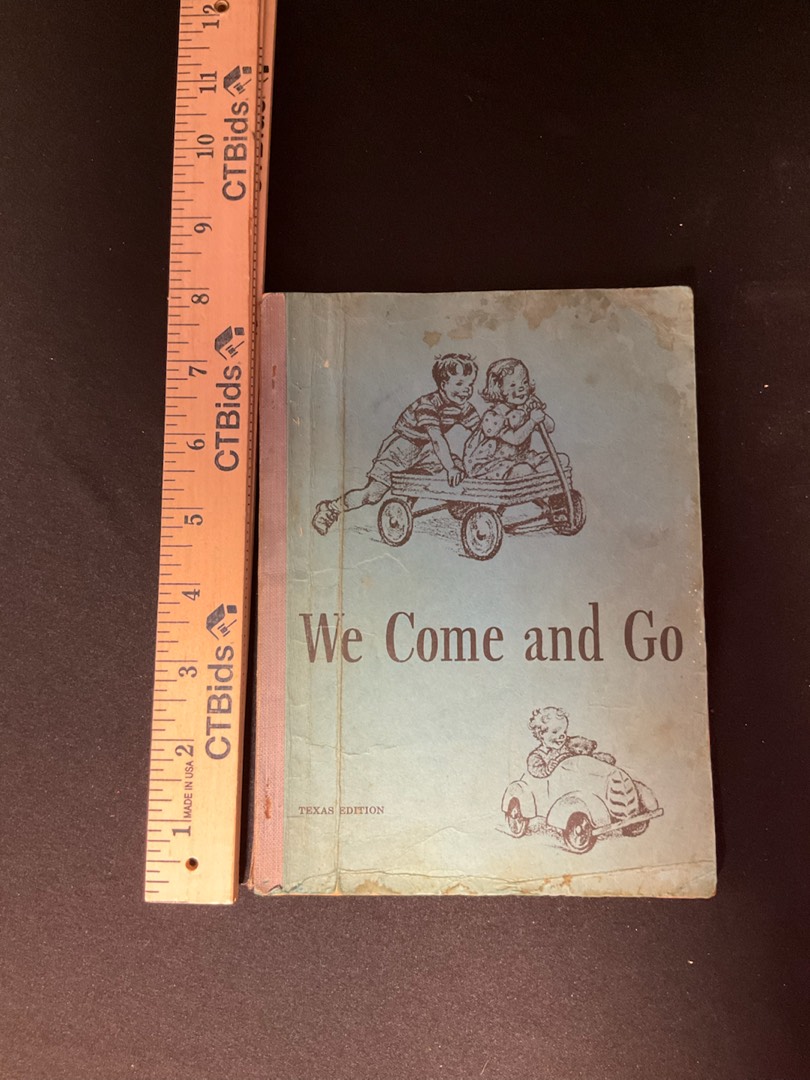 12
11
CTBids
10
9
8
7
CTBids
6
5
4
3
CTBids
2
MADE IN USA
1
We Come and Go
TEXAS EDITION